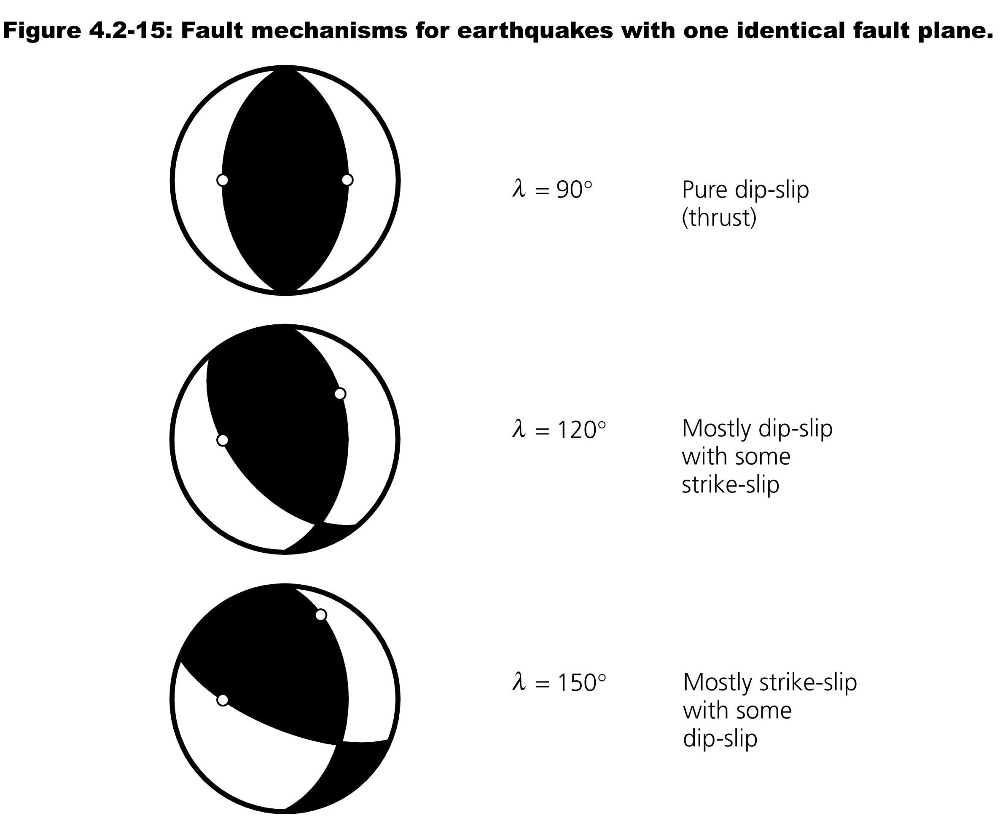 Figure 4.2-15: Fault mechanisms for earthquakes with one identical fault plane.
λ = 90°
Pure dip-slip
(thrust)
λ = 120°
Mostly dip-slip
with some
strike-slip
λ = 150°
Mostly strike-slip
with some
dip-slip